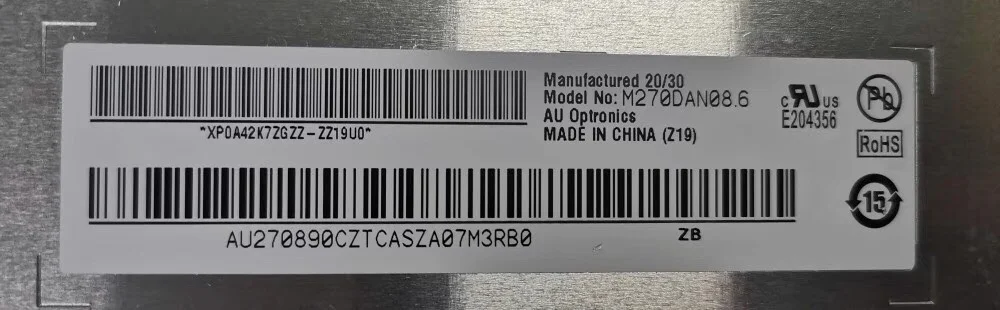 Manufactured 20/30
Model No: M270DAN08.6
AU Optronics
MADE IN CHINA (Z19)
*XP0A42K7ZGZZ-ZZ19U0*
c RU US
E204356
Pb
RoHS
15
AU270890CZTCASZA07M3RB0
ZB